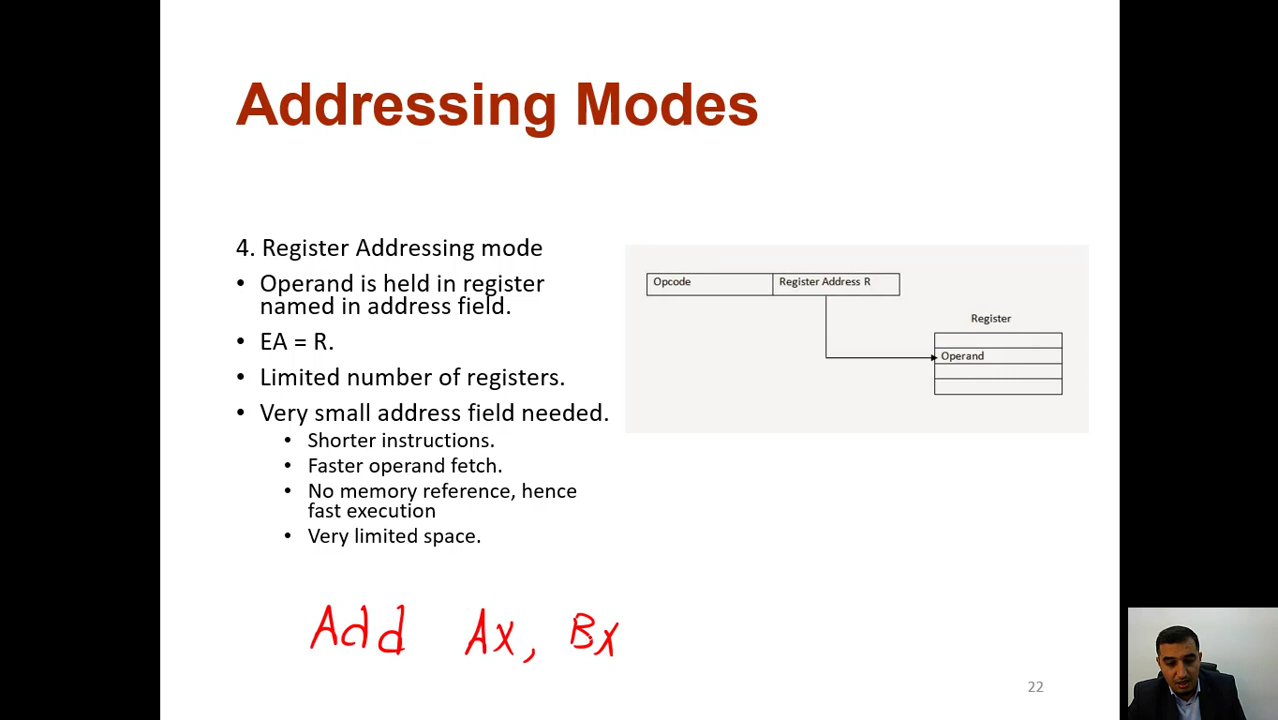 Addressing Modes
4. Register Addressing mode
• Operand is held in register
named in address field.
• EA = R.
• Limited number of registers.
• Very small address field needed.
• Shorter instructions.
• Faster operand fetch.
• No memory reference, hence
fast execution
• Very limited space.
Opcode
Register Address R
Register
Operand
Add Ax, Bx
22